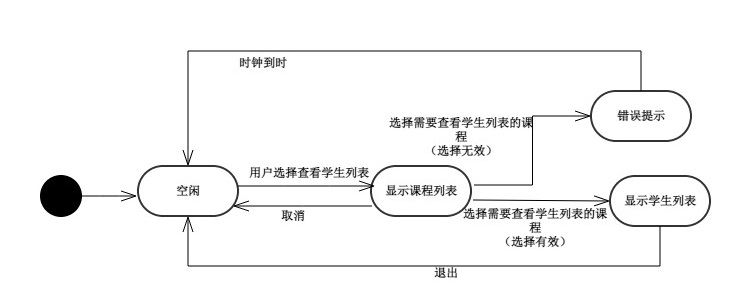 时钟到时
错误提示
选择需要查看学生列表的课
程
（选择无效）
用户选择查看学生列表
空闲
显示课程列表
显示学生列表
取消
选择需要查看学生列表的课
程
（选择有效）
退出